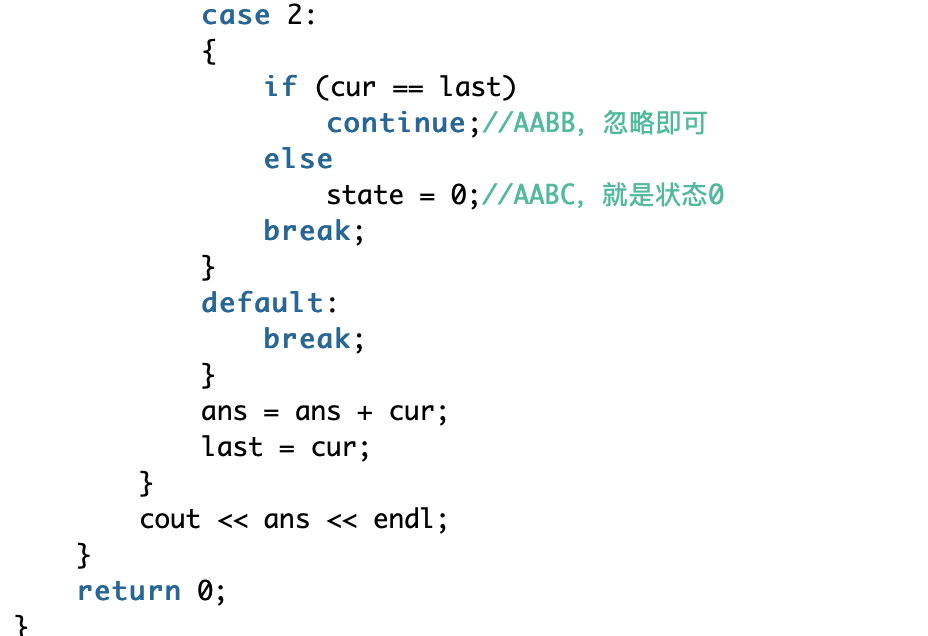 case 2:
{
if (cur == last)
continue;//AABB，忽略即可
else
state = 0;//AABC，就是状态0
break;
}
default:
break;
}
ans = ans + cur;
last = cur;
}
cout << ans << endl;
}
return 0;
}